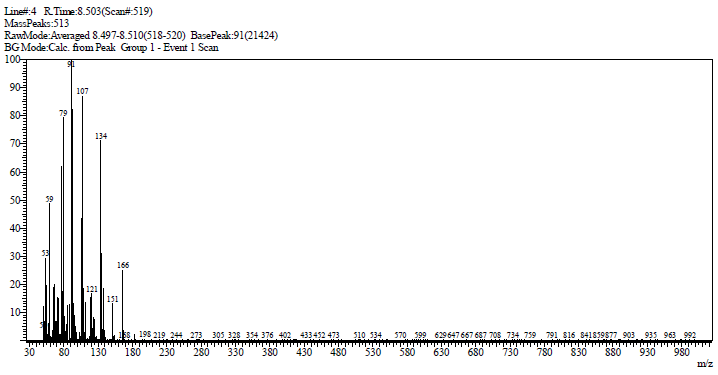 Line#:4 R.Time:8.503(Scan#:519)
MassPeaks:513
RawMode:Averaged 8.497-8.510(518-520) BasePeak:91(21424)
BG Mode:Calc. from Peak Group 1 - Event 1 Scan
100
91
107
90
80
79
134
70
60
50
59
40
30
53
166
20
121
151
10
198 219 244 273 305 328 354 376 402 433 452 473 510 534 570 599 629 647 667 687 708 734 759 791 816 841 859 877 903 935 963 992
30 80 130 180 230 280 330 380 430 480 530 580 630 680 730 780 830 880 930 980
m/z